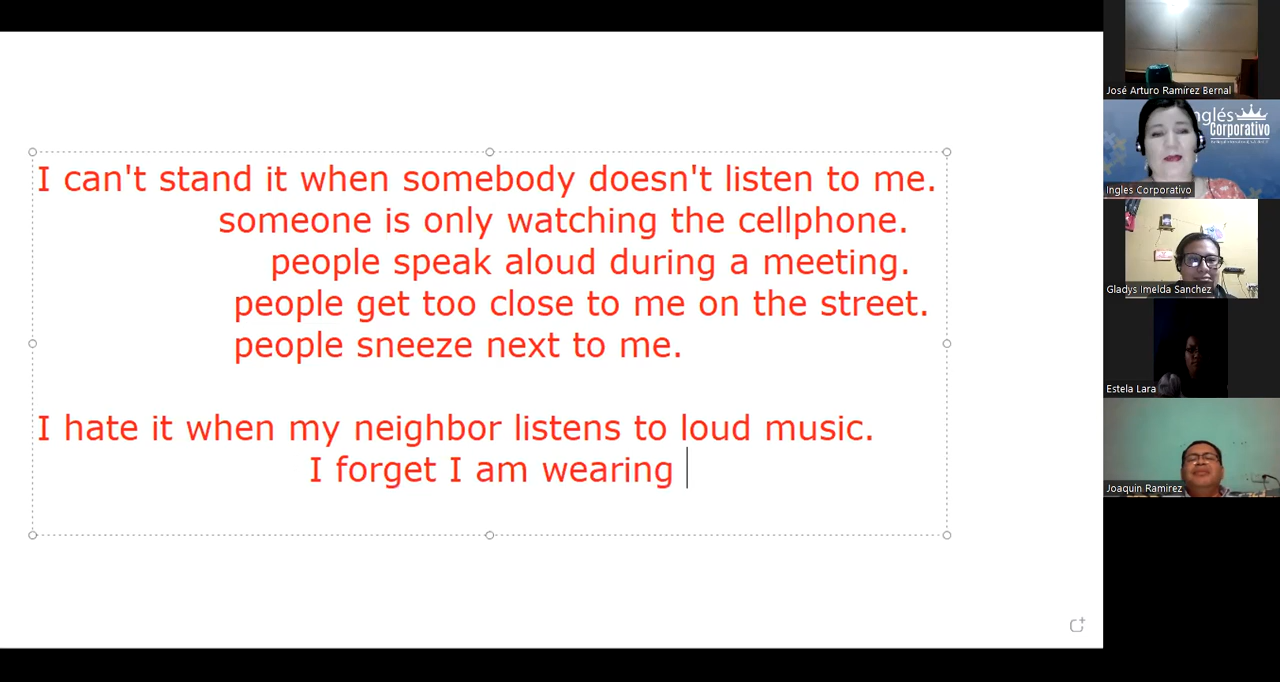 I can't stand it when somebody doesn't listen to me.
someone is only watching the cellphone.
people speak aloud during a meeting.
people get too close to me on the street.
people sneeze next to me.
I hate it when my neighbor listens to loud music.
I forget I am wearing
José Arturo Ramírez Bernal
Inglés
Corporativo
Ingles Corporativo
Gladys Imelda Sanchez
Estela Lara
Joaquin Ramirez